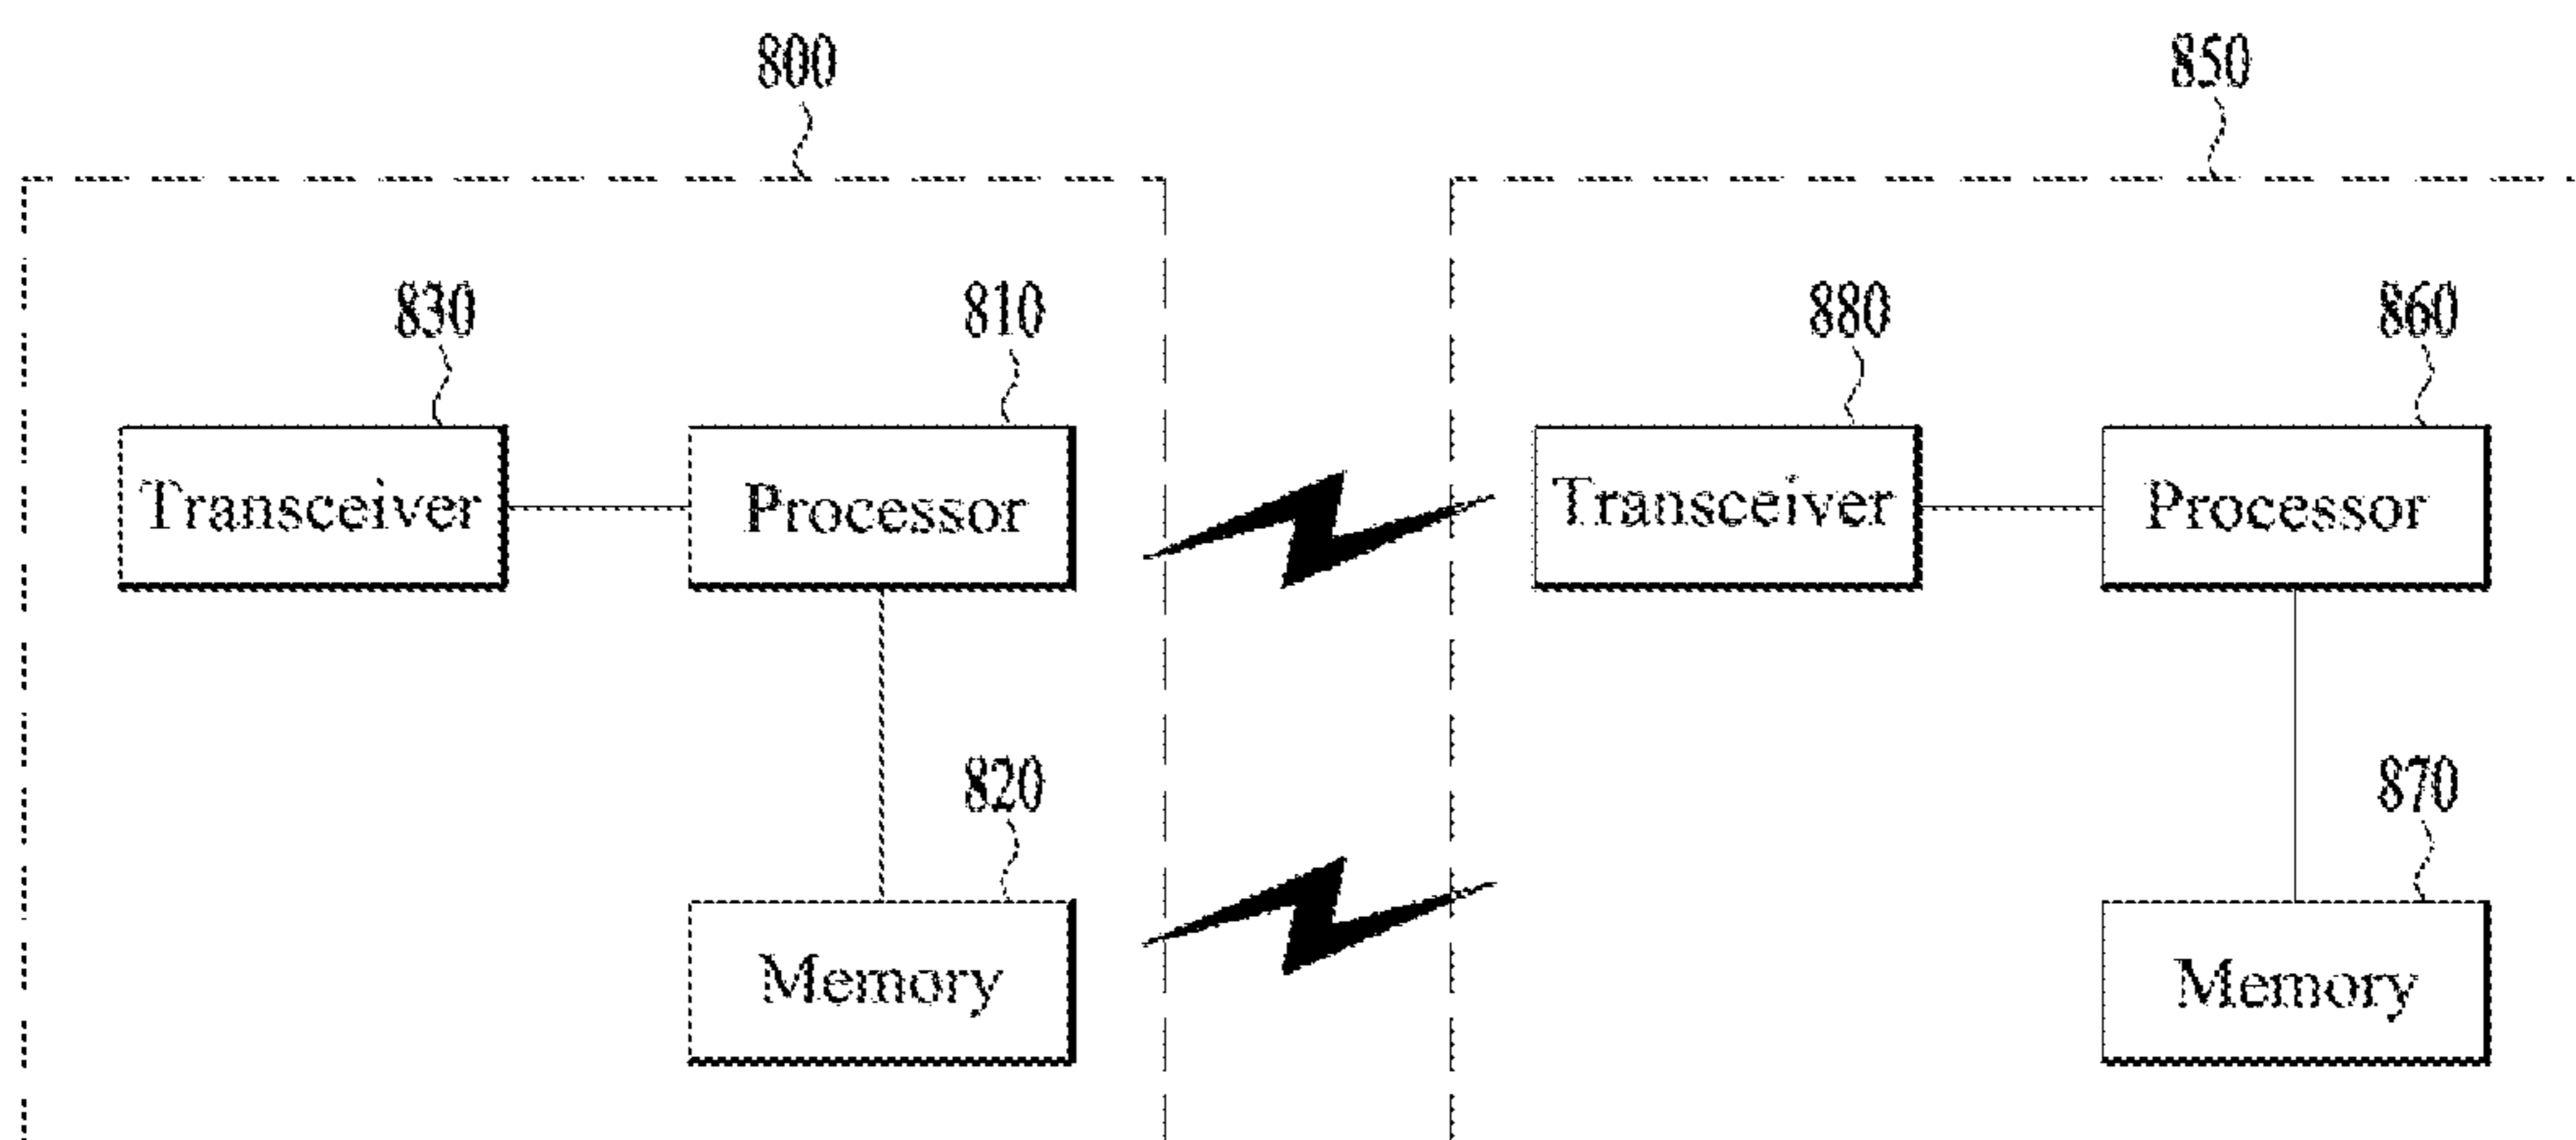 800 850
830 810 880 860
Transceiver Processor Transceiver Processor
820 870
Memory Memory